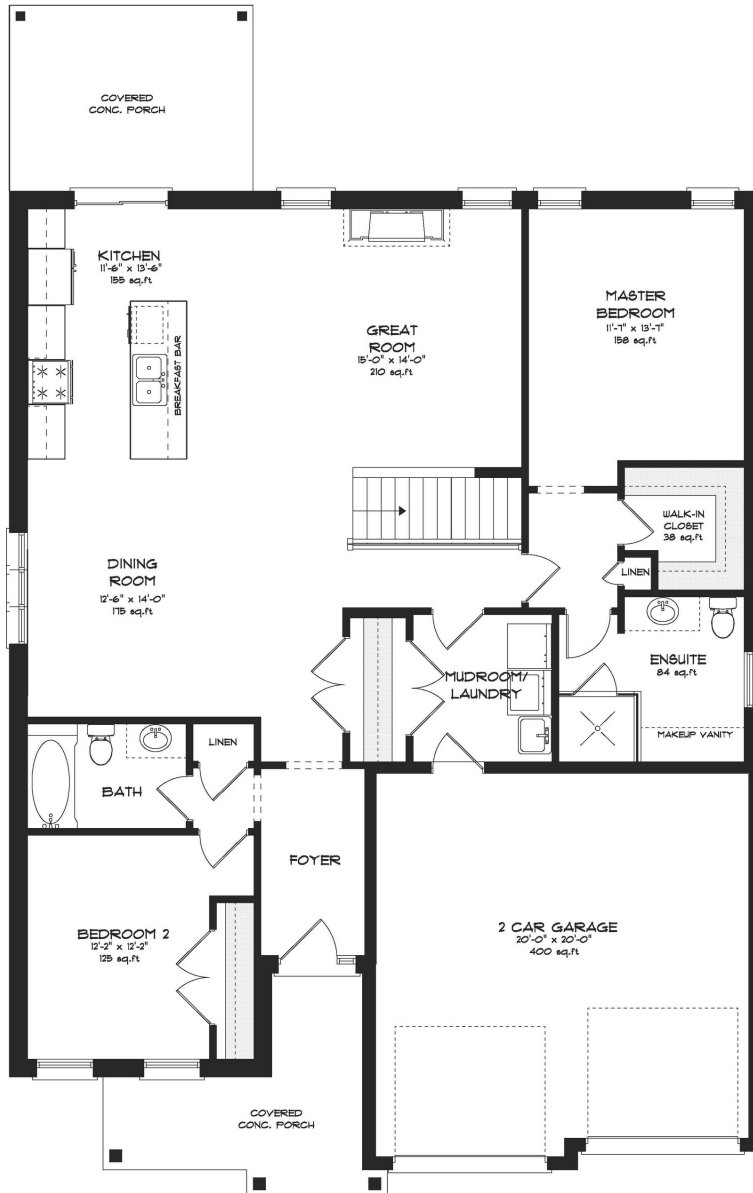 COVERED
CONC. PORCH
KITCHEN
11'-6" x 13'-6"
155 sq.ft
BREAKFAST BAR
GREAT
ROOM
15'-0" x 14'-0"
210 sq.ft
MASTER
BEDROOM
11'-7" x 13'-7"
158 sq.ft
WALK-IN
CLOSET
38 sq.ft
LINEN
DINING
ROOM
12'-6" x 14'-0"
175 sq.ft
MUDROOM/
LAUNDRY
ENSUITE
84 sq.ft
MAKEUP VANITY
LINEN
BATH
FOYER
BEDROOM 2
12'-2" x 12'-2"
125 sq.ft
2 CAR GARAGE
20'-0" x 20'-0"
400 sq.ft
COVERED
CONC. PORCH